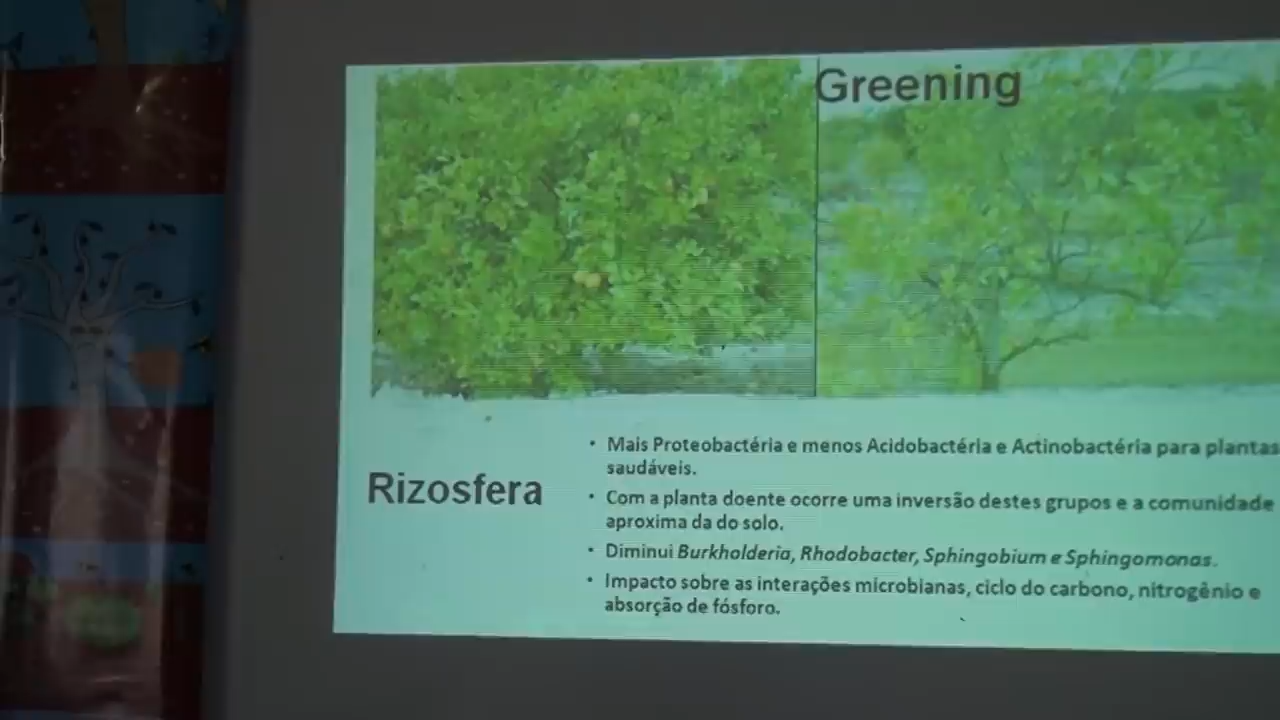 Greening
Rizosfera
• Mais Proteobactéria e menos Acidobactéria e Actinobactéria para plantas
saudáveis.
• Com a planta doente ocorre uma inversão destes grupos e a comunidade
aproxima da do solo.
• Diminui Burkholderia, Rhodobacter, Sphingobium e Sphingomonas.
• Impacto sobre as interações microbianas, ciclo do carbono, nitrogênio e
absorção de fósforo.